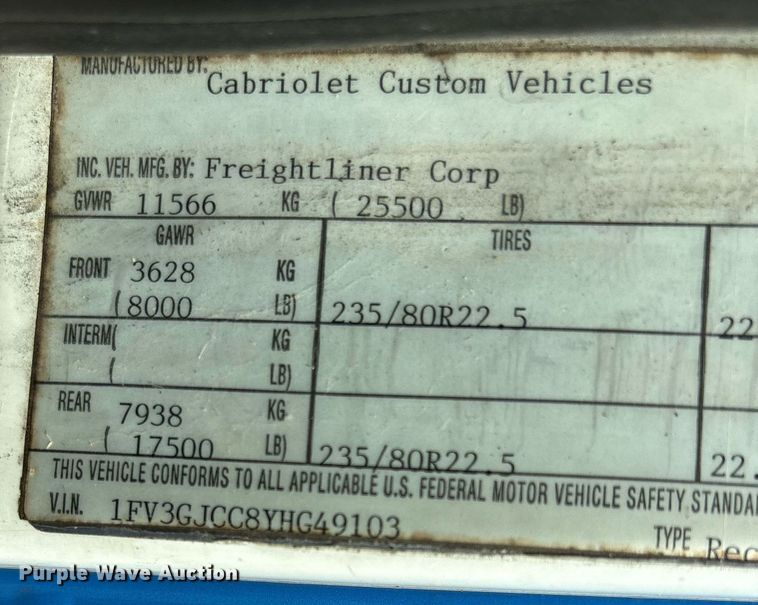 MANUFACTURED BY: Cabriolet Custom Vehicles
INC. VEH. MFG. BY: Freightliner Corp
GVWR 11566 KG ( 25500 LB)
GAWR TIRES
FRONT 3628 KG
(8000 LB) 235/80R22.5 22
INTERM( KG
( LB)
REAR 7938 KG
( 17500 LB) 235/80R22.5 22.
THIS VEHICLE CONFORMS TO ALL APPLICABLE U.S. FEDERAL MOTOR VEHICLE SAFETY STANDA
V.I.N. 1FV3GJCC8YHG49103 TYPE Rec
Purple Wave Auction